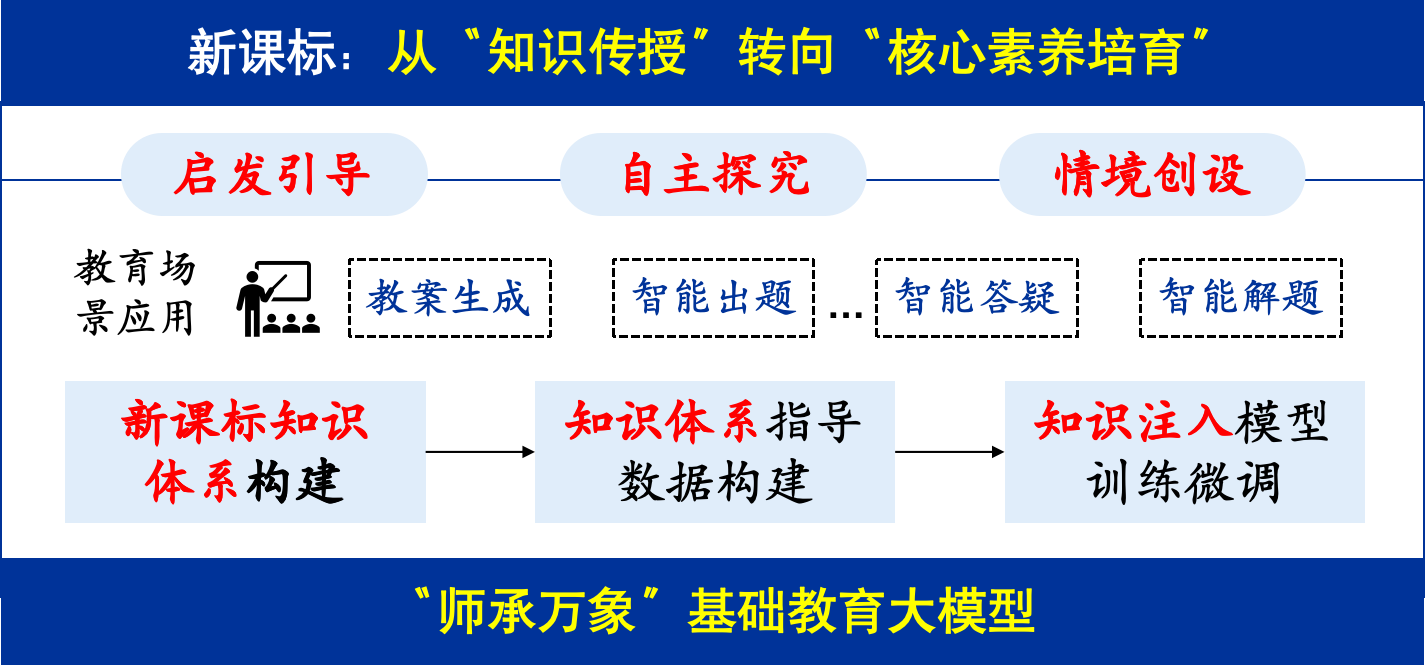 新课标：从“知识传授”转向“核心素养培育”
启发引导
自主探究
情境创设
教育场
景应用
教案生成
智能出题
...
智能答疑
智能解题
新课标知识
体系构建
知识体系指导
数据构建
知识注入模型
训练微调
“师承万象”基础教育大模型